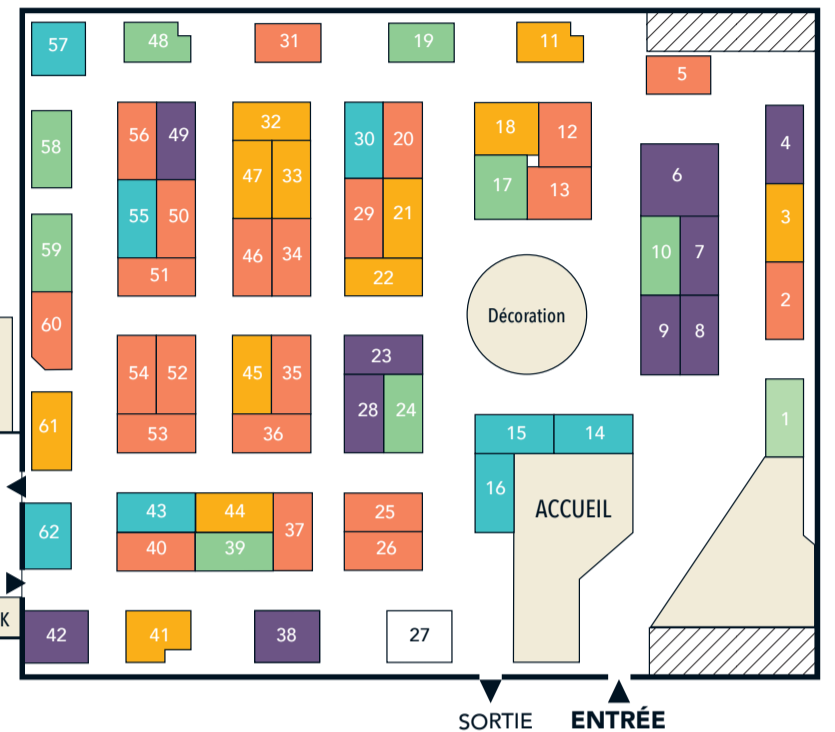 57 48 31 19 11
5
56 49 32 30 20 18 12 4
58 47 33 6
55 50 29 21 17 13 3
59 46 34 10 7
51 22 2
60 Décoration 9 8
54 52 45 35 23
28 24 1
61 53 36 15 14
16
43 44 37 25 ACCUEIL
62
40 39 26
K 42 41 38 27
SORTIE ENTRÉE